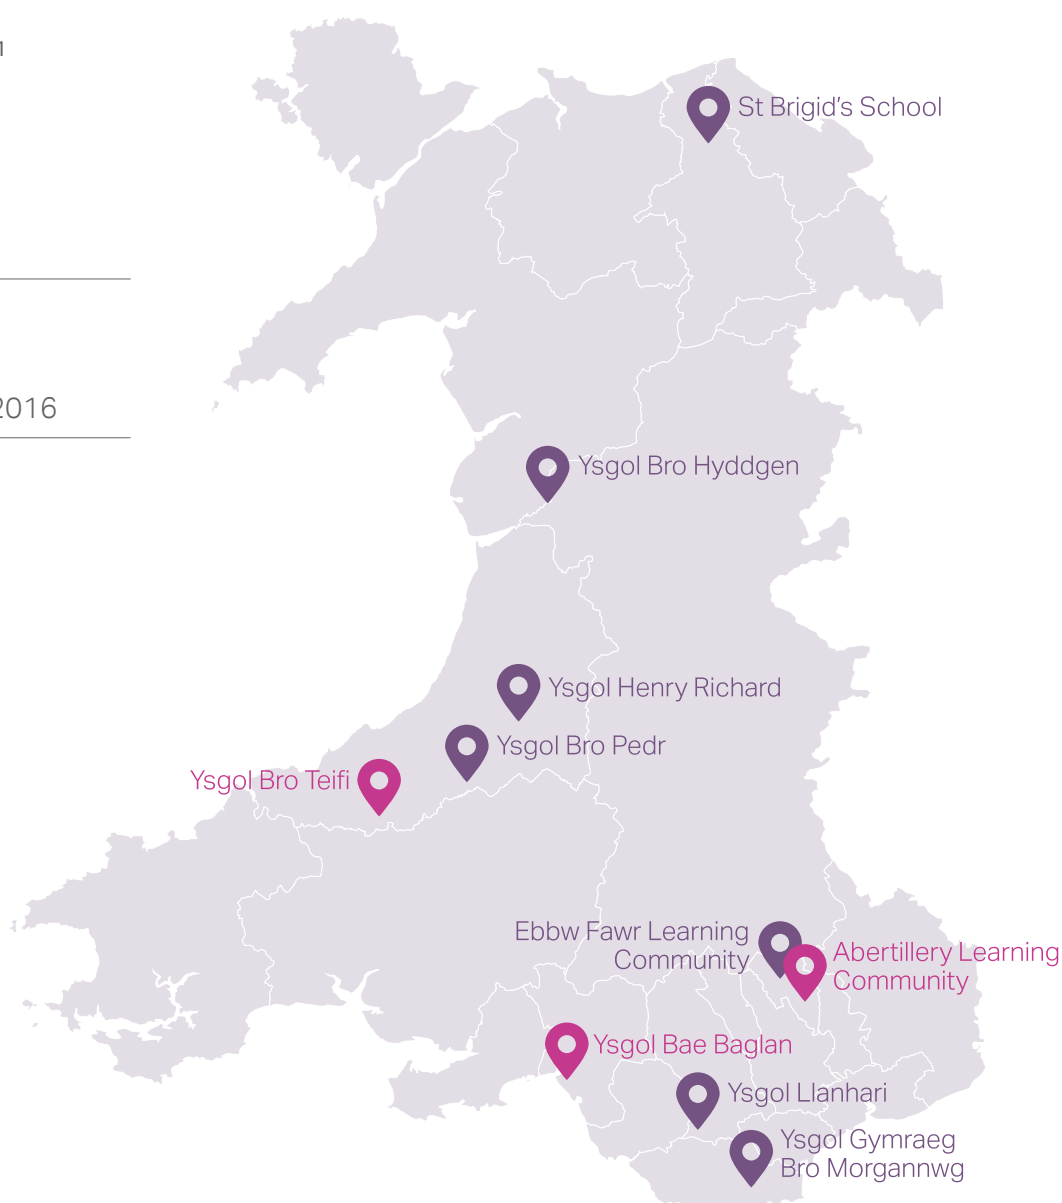 2016
St Brigid's School
Ysgol Bro Hyddgen
Ysgol Henry Richard
Ysgol Bro Pedr
Ysgol Bro Teifi
Ebbw Fawr Learning
Community
Abertillery Learning
Community
Ysgol Bae Baglan
Ysgol Llanhari
Ysgol Gymraeg
Bro Morgannwg